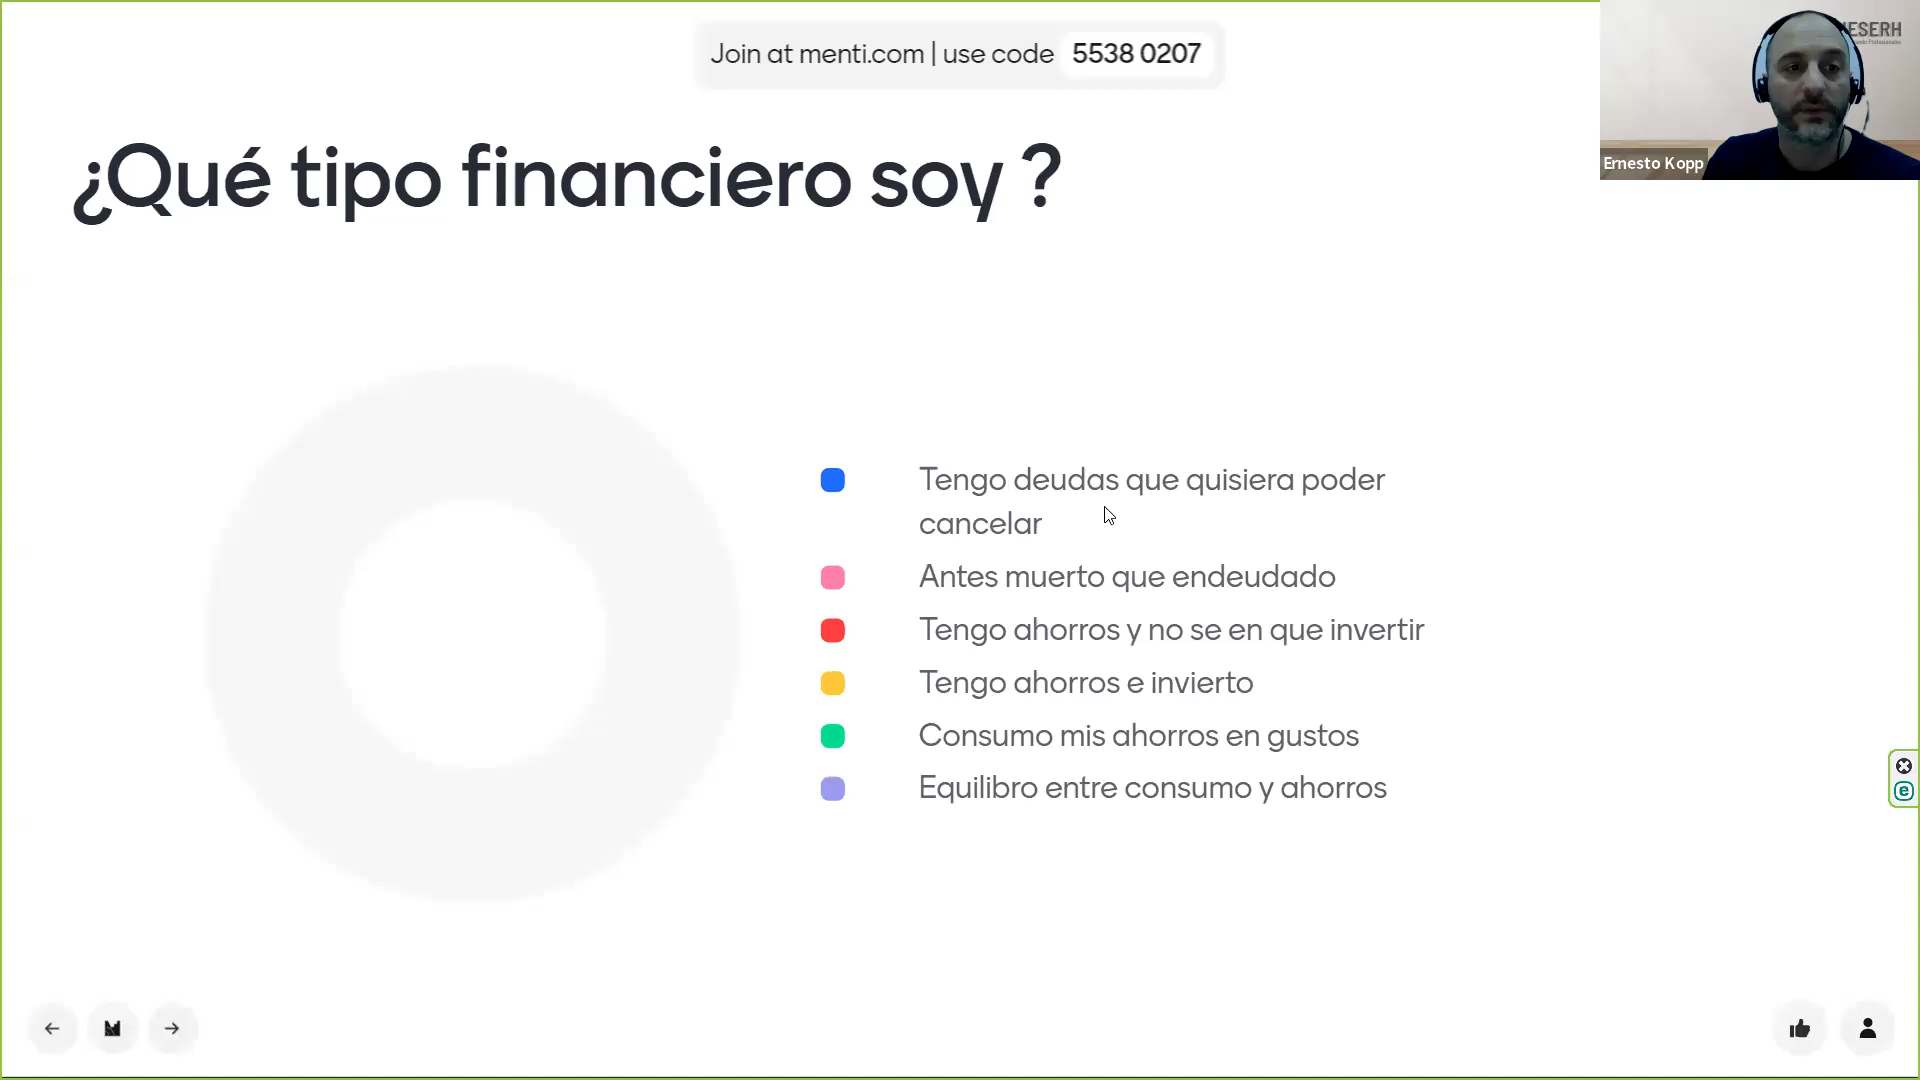 Join at menti.com | use code 5538 0207
ESERH
Ernesto Kopp
¿Qué tipo financiero soy ?
Tengo deudas que quisiera poder
cancelar
Antes muerto que endeudado
Tengo ahorros y no se en que invertir
Tengo ahorros e invierto
Consumo mis ahorros en gustos
Equilibro entre consumo y ahorros